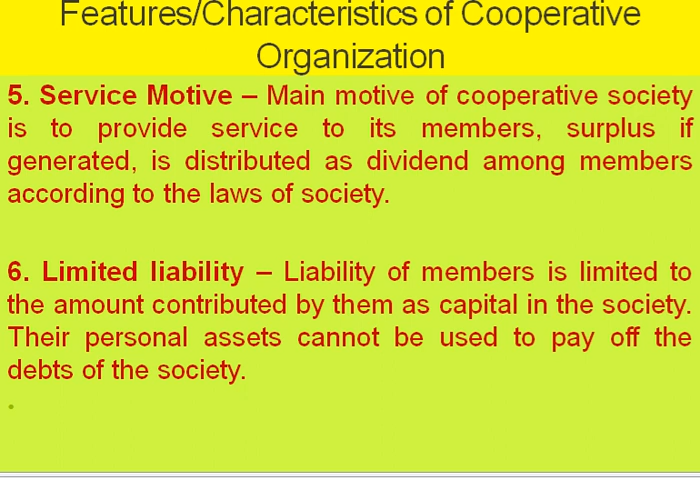 Features/Characteristics of Cooperative
Organization
5. Service Motive – Main motive of cooperative society
is to provide service to its members, surplus if
generated, is distributed as dividend among members
according to the laws of society.
6. Limited liability – Liability of members is limited to
the amount contributed by them as capital in the society.
Their personal assets cannot be used to pay off the
debts of the society.